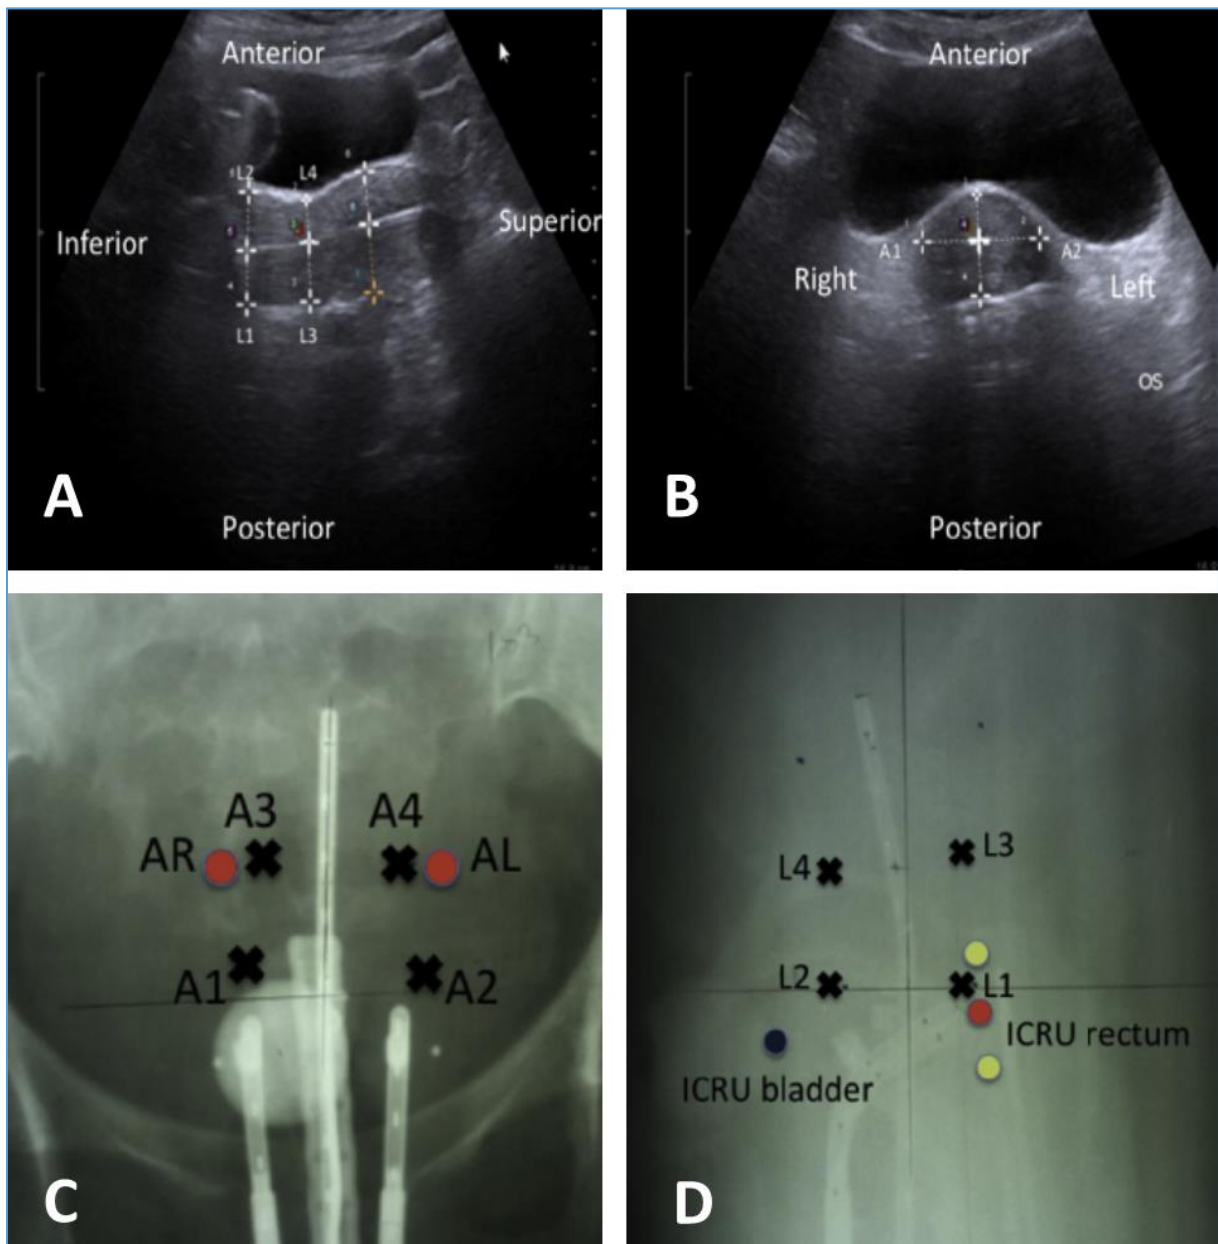 Anterior
L2 L4
Inferior
Superior
L1 L3
A
Posterior
Anterior
A1 A2
Right
Left
OS
B
Posterior
A3 A4
AR AL
A1 A2
C
L4 L3
L2 L1
ICRU rectum
ICRU bladder
D